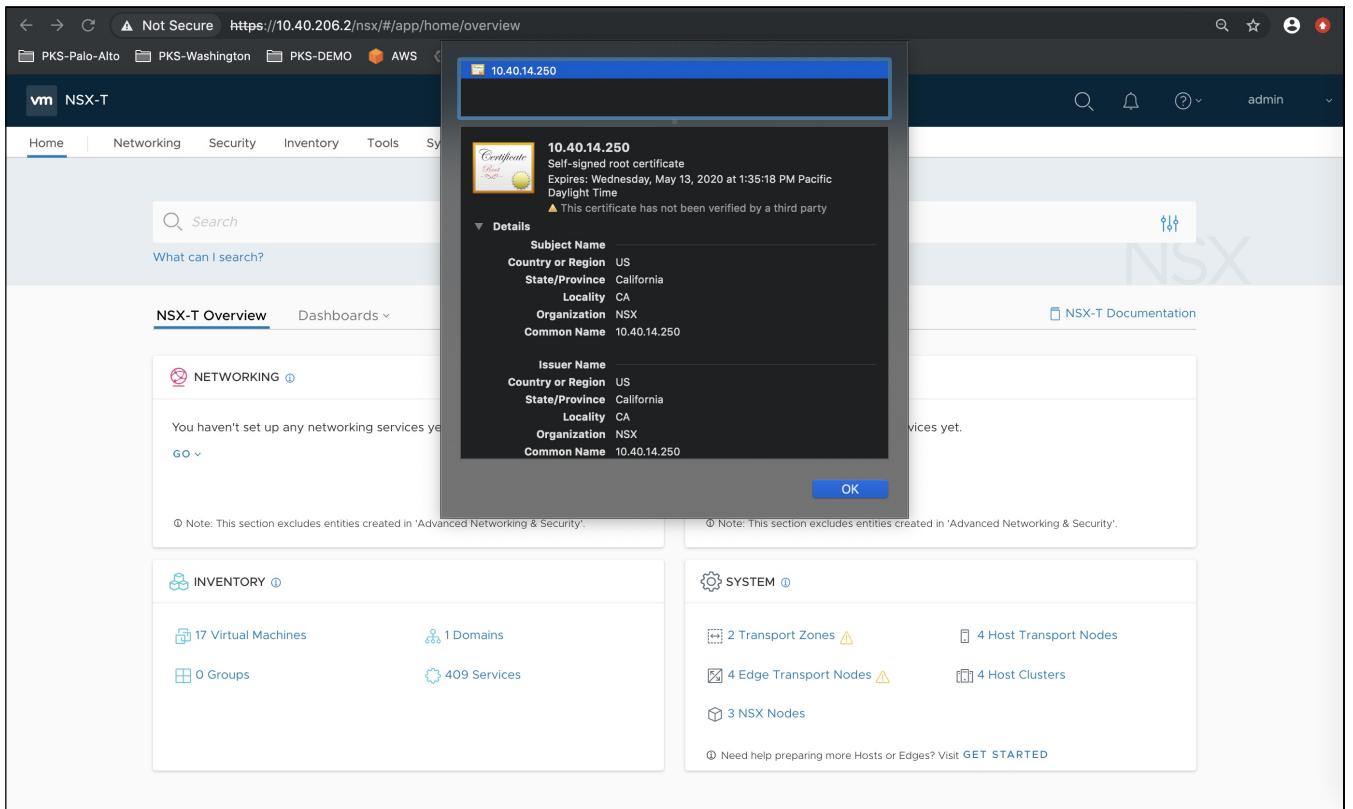 Not Secure https://10.40.206.2/nsx/#/app/home/overview
PKS-Palo-Alto PKS-Washington PKS-DEMO AWS
10.40.14.250
vm NSX-T
admin
Home Networking Security Inventory Tools Sy
10.40.14.250
Self-signed root certificate
Expires: Wednesday, May 13, 2020 at 1:35:18 PM Pacific
Daylight Time
This certificate has not been verified by a third party
Details
Subject Name
Country or Region US
State/Province California
Locality CA
Organization NSX
Common Name 10.40.14.250
Issuer Name
Country or Region US
State/Province California
Locality CA
Organization NSX
Common Name 10.40.14.250
OK
Certificate
Root
Search
What can I search?
NSX
NSX-T Overview Dashboards
NSX-T Documentation
NETWORKING
You haven't set up any networking services ye
GO
Note: This section excludes entities created in 'Advanced Networking & Security'.
vices yet.
Note: This section excludes entities created in 'Advanced Networking & Security'.
INVENTORY
17 Virtual Machines 1 Domains
0 Groups 409 Services
SYSTEM
2 Transport Zones 4 Host Transport Nodes
4 Edge Transport Nodes 4 Host Clusters
3 NSX Nodes
Need help preparing more Hosts or Edges? Visit GET STARTED